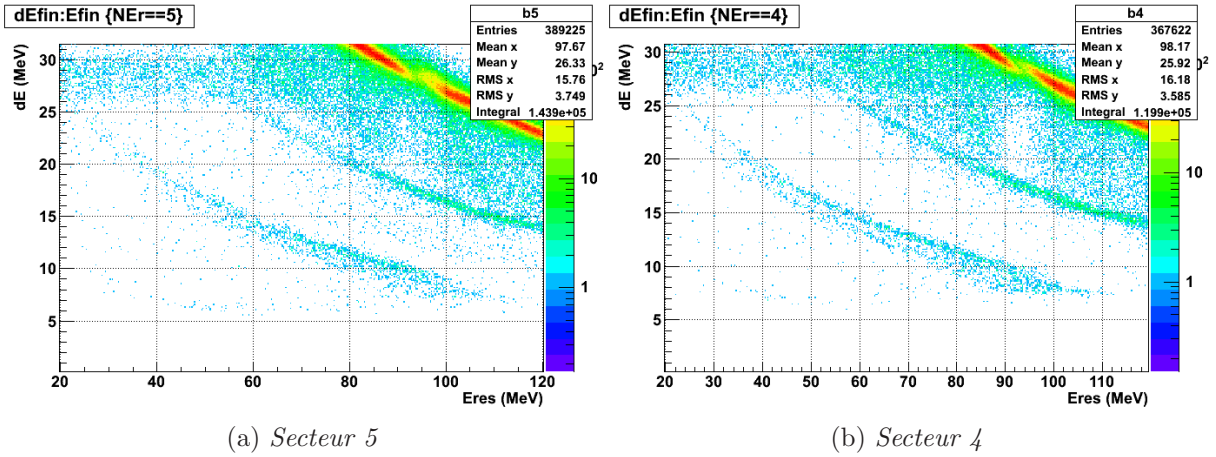 dEfin:Efin {NEr==5}
b5
Entries 389225
Mean x 97.67
Mean y 26.33
RMS x 15.76
RMS y 3.749
Integral 1.439e+05
dE (MeV)
30
25
20
15
10
5
20 40 60 80 100 120
Eres (MeV)
0²
10
1
(a) Secteur 5
dEfin:Efin {NEr==4}
b4
Entries 367622
Mean x 98.17
Mean y 25.92
RMS x 16.18
RMS y 3.585
Integral 1.199e+05
dE (MeV)
30
25
20
15
10
5
20 30 40 50 60 70 80 90 100 110
Eres (MeV)
0²
10
1
(b) Secteur 4